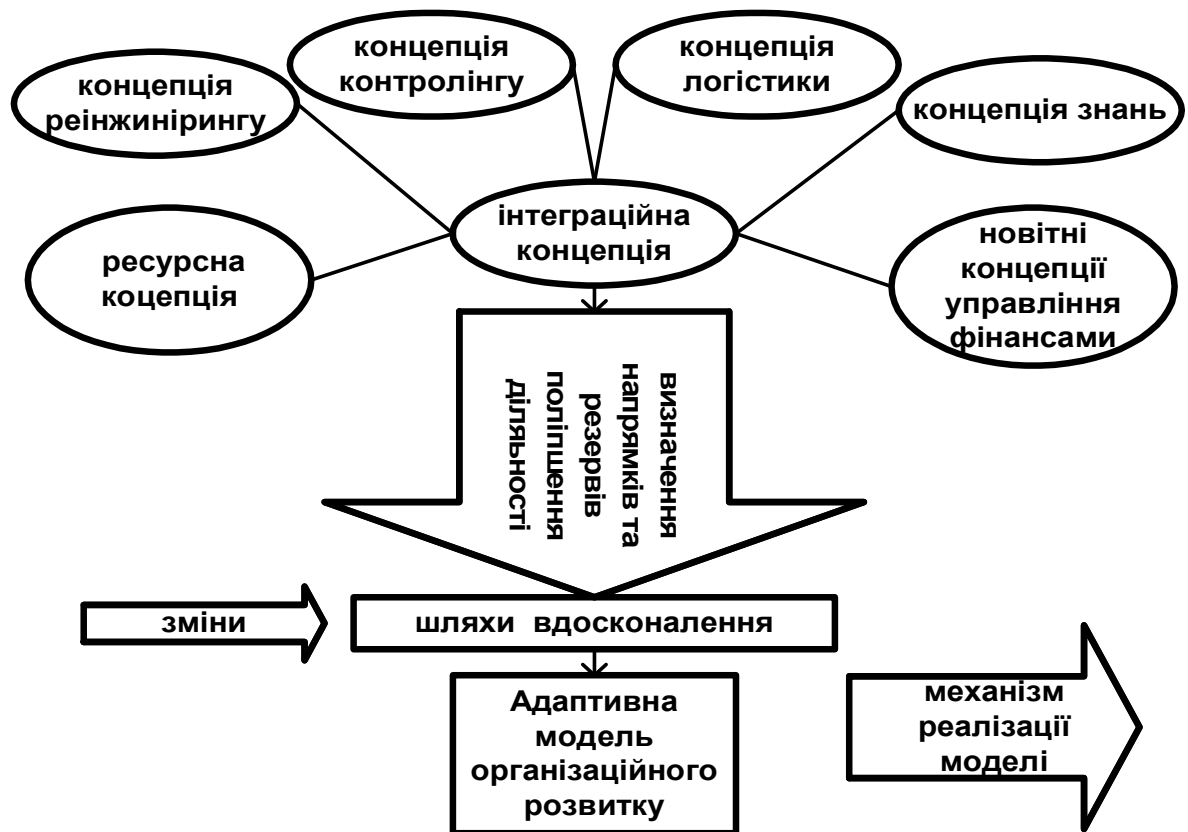 концепція
контролінгу
концепція
логістики
концепція
реінжинірингу
концепція знань
інтеграційна
концепція
ресурсна
коцепція
новітні
концепції
управління
фінансами
визначення
напрямків та
резервів
поліпшення
діляьності
зміни
шляхи вдосконалення
Адаптивна
модель
організаційного
розвитку
механізм
реалізації
моделі